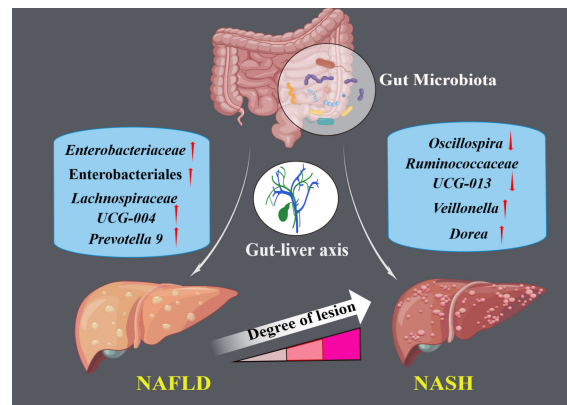 Gut Microbiota
Enterobacteriaceae
Enterobacteriales
Lachnospiraceae
UCG-004
Prevotella 9
Oscillospira
Ruminococcaceae
UCG-013
Veillonella
Dorea
Gut-liver axis
Degree of lesion
NAFLD
NASH